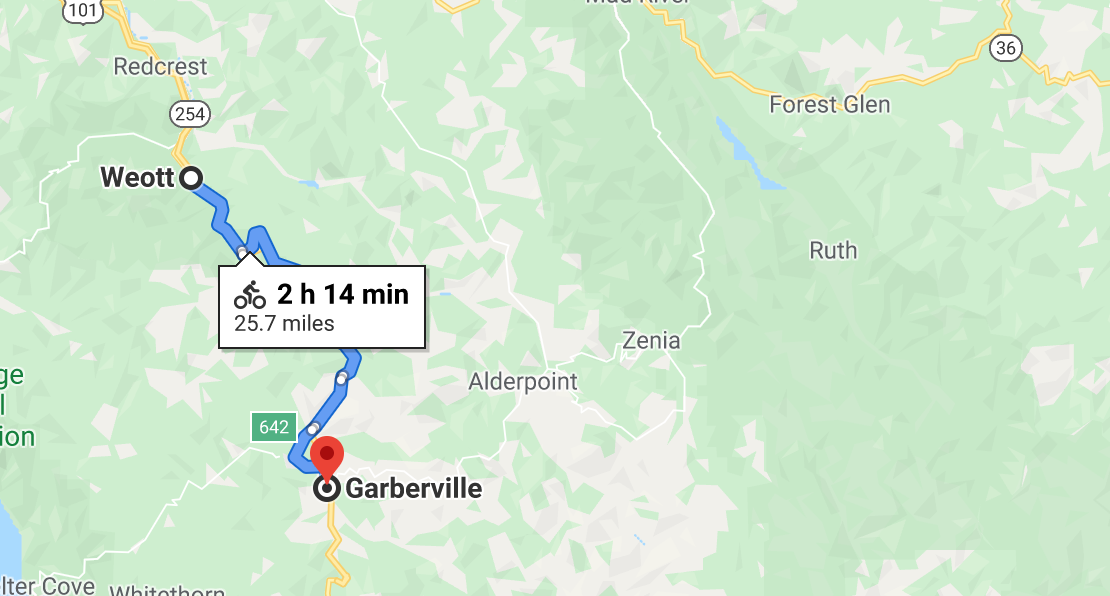 101
Mad River
36
Redcrest
Forest Glen
254
Weott
Ruth
2 h 14 min
25.7 miles
Zenia
ge
Alderpoint
l
642
ion
Garberville
lter Cove
Whitethorn